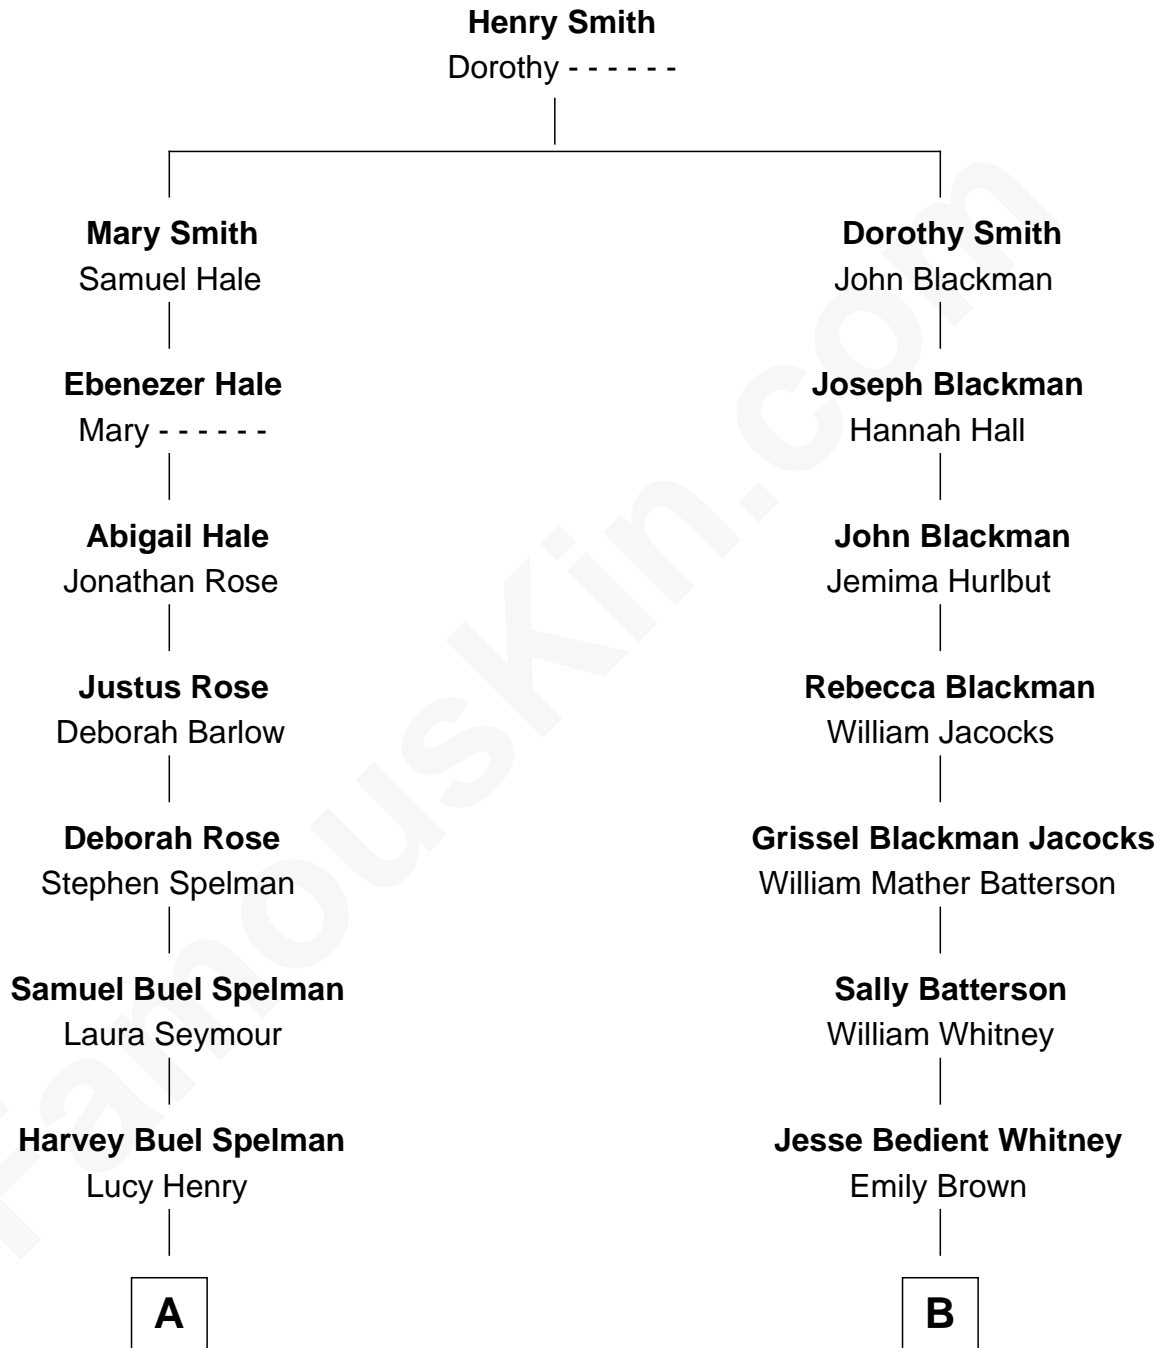 Henry Smith
Dorothy - - - - - -
Mary Smith
Samuel Hale
Dorothy Smith
John Blackman
Ebenezer Hale
Mary - - - - - -
Joseph Blackman
Hannah Hall
Abigail Hale
Jonathan Rose
John Blackman
Jemima Hurlbut
Justus Rose
Deborah Barlow
Rebecca Blackman
William Jacocks
Deborah Rose
Stephen Spelman
Grissel Blackman Jacocks
William Mather Batterson
Samuel Buel Spelman
Laura Seymour
Sally Batterson
William Whitney
Harvey Buel Spelman
Lucy Henry
Jesse Bedient Whitney
Emily Brown
A
B
FamousKin.com